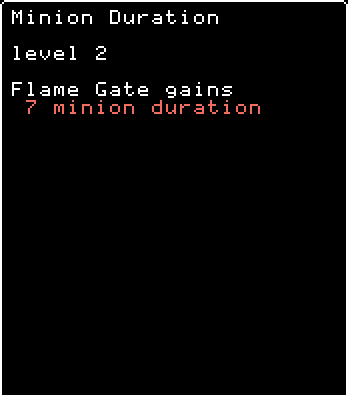 Minion Duration
level 2
Flame Gate gains
7 minion duration